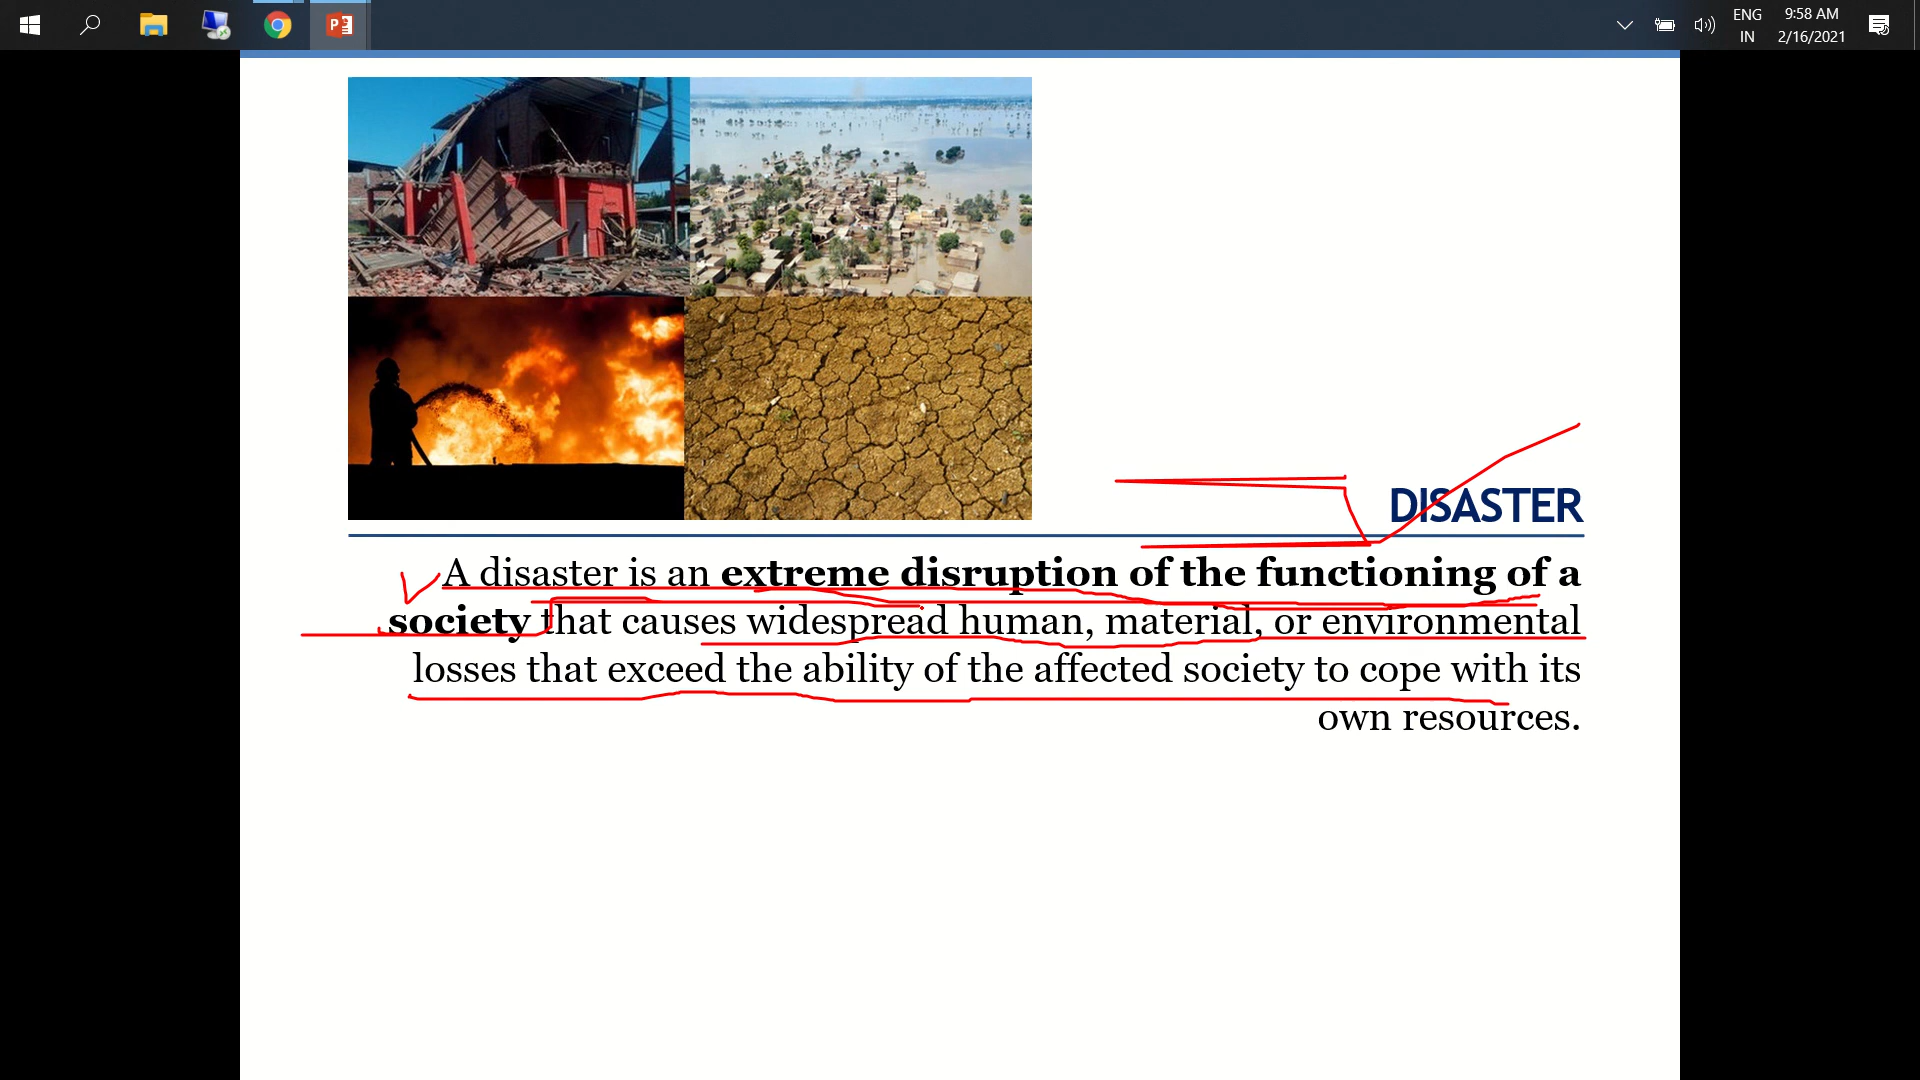 ENG
IN
9:58 AM
2/16/2021
DISASTER
A disaster is an extreme disruption of the functioning of a
society that causes widespread human, material, or environmental
losses that exceed the ability of the affected society to cope with its
own resources.